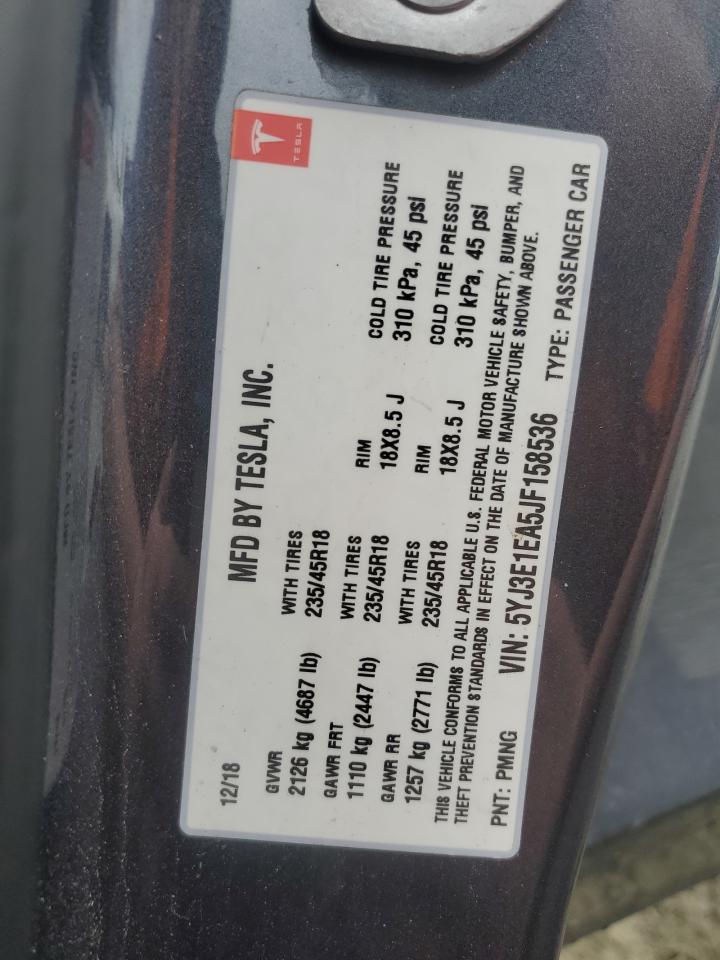 TESLA
MFD BY TESLA, INC.
12/18
GVWR
2126 kg (4687 lb)
WITH TIRES
235/45R18
GAWR FRT
1110 kg (2447 lb)
WITH TIRES
235/45R18
RIM
18X8.5 J
COLD TIRE PRESSURE
310 kPa, 45 psi
GAWR RR
1257 kg (2771 lb)
WITH TIRES
235/45R18
RIM
18X8.5 J
COLD TIRE PRESSURE
310 kPa, 45 psi
THIS VEHICLE CONFORMS TO ALL APPLICABLE U.S. FEDERAL MOTOR VEHICLE SAFETY, BUMPER, AND
THEFT PREVENTION STANDARDS IN EFFECT ON THE DATE OF MANUFACTURE SHOWN ABOVE.
PNT: PMNG VIN: 5YJ3E1EA5JF158536 TYPE: PASSENGER CAR